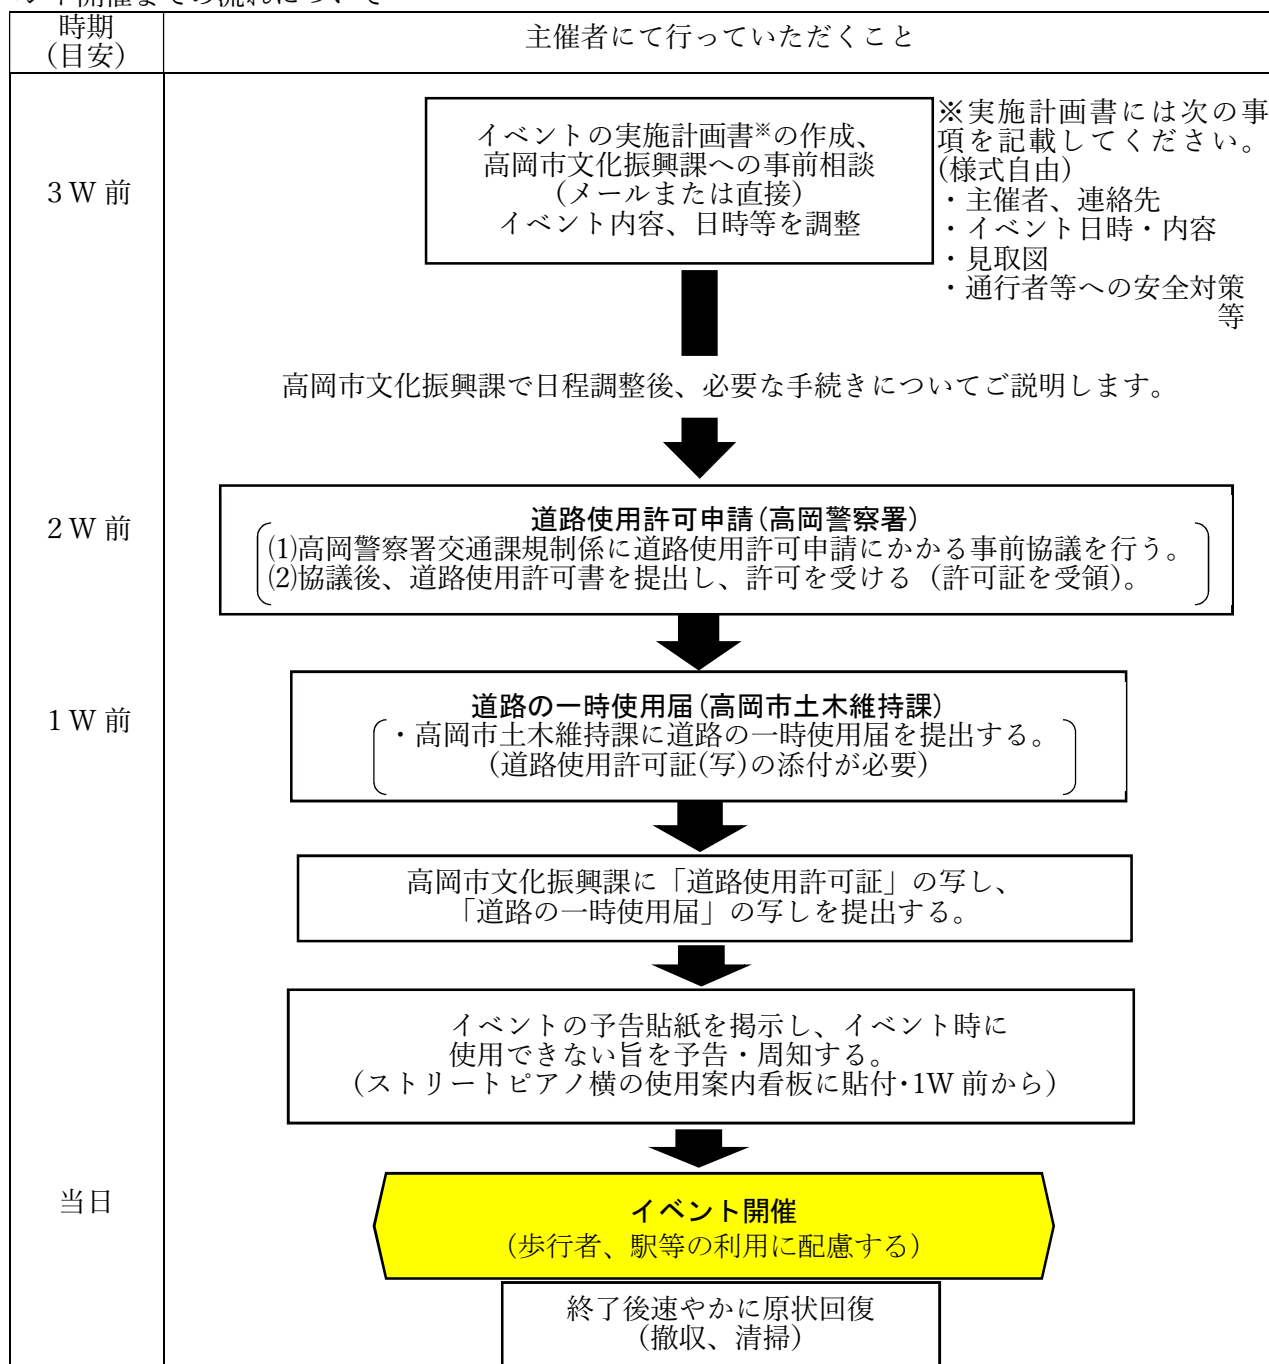 開催までの流れについて
時期
(目安)
主催者にて行っていただくこと
3W前
イベントの実施計画書※の作成、
高岡市文化振興課への事前相談
(メールまたは直接)
イベント内容、日時等を調整
※実施計画書には次の事
項を記載してください。
(様式自由)
・主催者、連絡先
・イベント日時・内容
・見取図
・通行者等への安全対策
等
高岡市文化振興課で日程調整後、必要な手続きについてご説明します。
2W前
道路使用許可申請(高岡警察署)
⑴高岡警察署交通課規制係に道路使用許可申請にかかる事前協議を行う。
⑵協議後、道路使用許可書を提出し、許可を受ける（許可証を受領)。
1W前
道路の一時使用届(高岡市土木維持課)
・高岡市土木維持課に道路の一時使用届を提出する。
(道路使用許可証(写)の添付が必要)
高岡市文化振興課に「道路使用許可証」の写し、
「道路の一時使用届」の写しを提出する。
イベントの予告貼紙を掲示し、イベント時に
使用できない旨を予告・周知する。
(ストリートピアノ横の使用案内看板に貼付・1W前から)
当日
イベント開催
(歩行者、駅等の利用に配慮する)
終了後速やかに原状回復
(撤収、清掃)